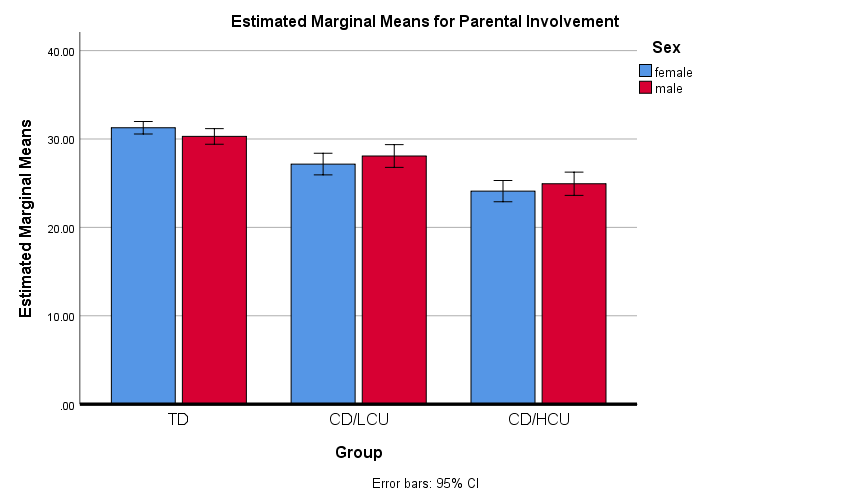 Estimated Marginal Means for Parental Involvement
Sex
female
male
Estimated Marginal Means
40.00
30.00
20.00
10.00
.00
TD
CD/LCU
CD/HCU
Group
Error bars: 95% CI